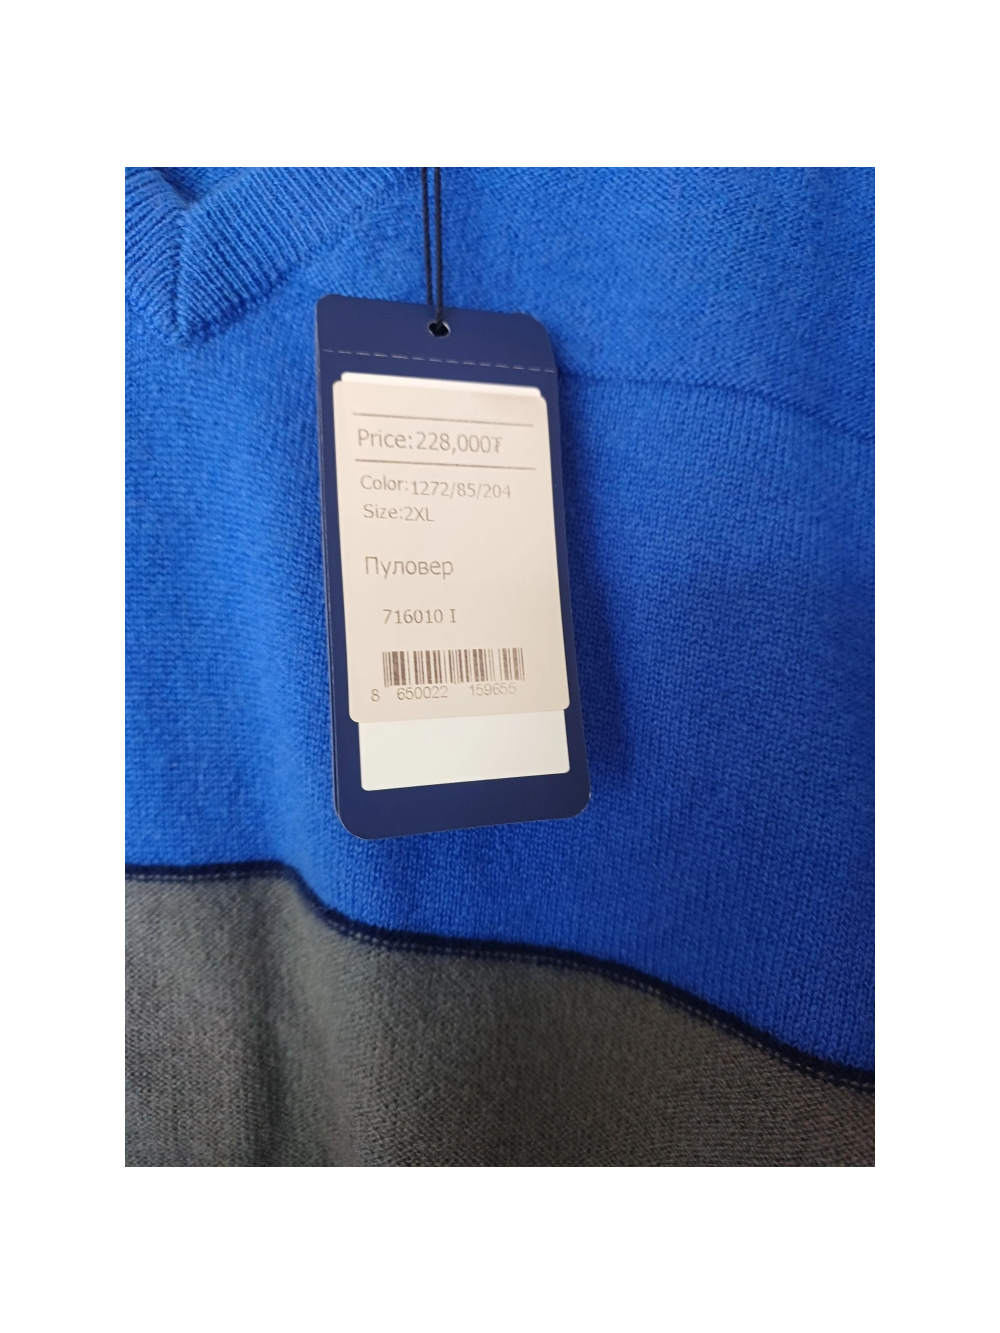 Price:228,000₮
Color:1272/85/204
Size:2XL
Пуловер
716010 I
8 650022 159655